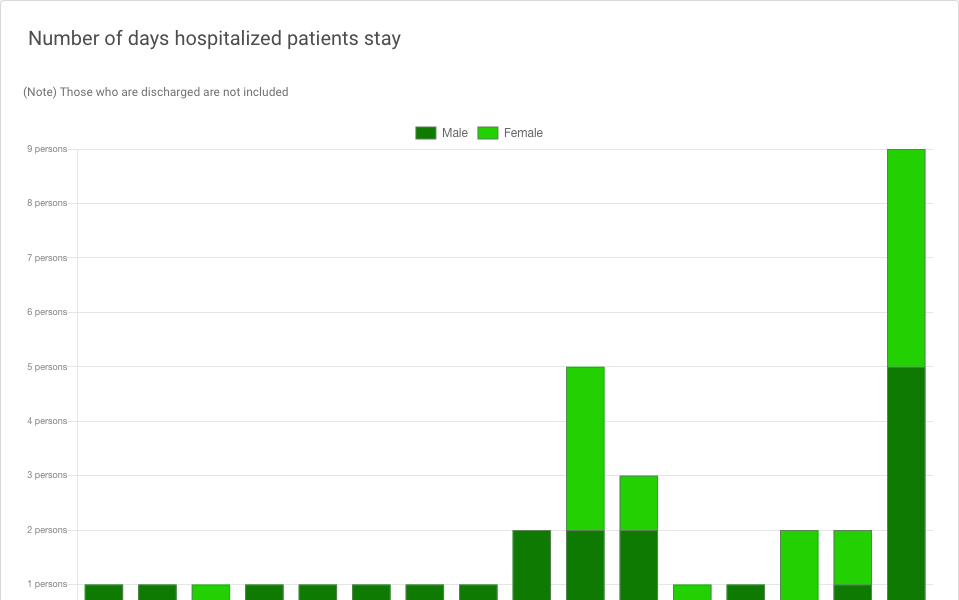 Number of days hospitalized patients stay
(Note) Those who are discharged are not included
Male Female
9 persons
8 persons
7 persons
6 persons
5 persons
4 persons
3 persons
2 persons
1 persons